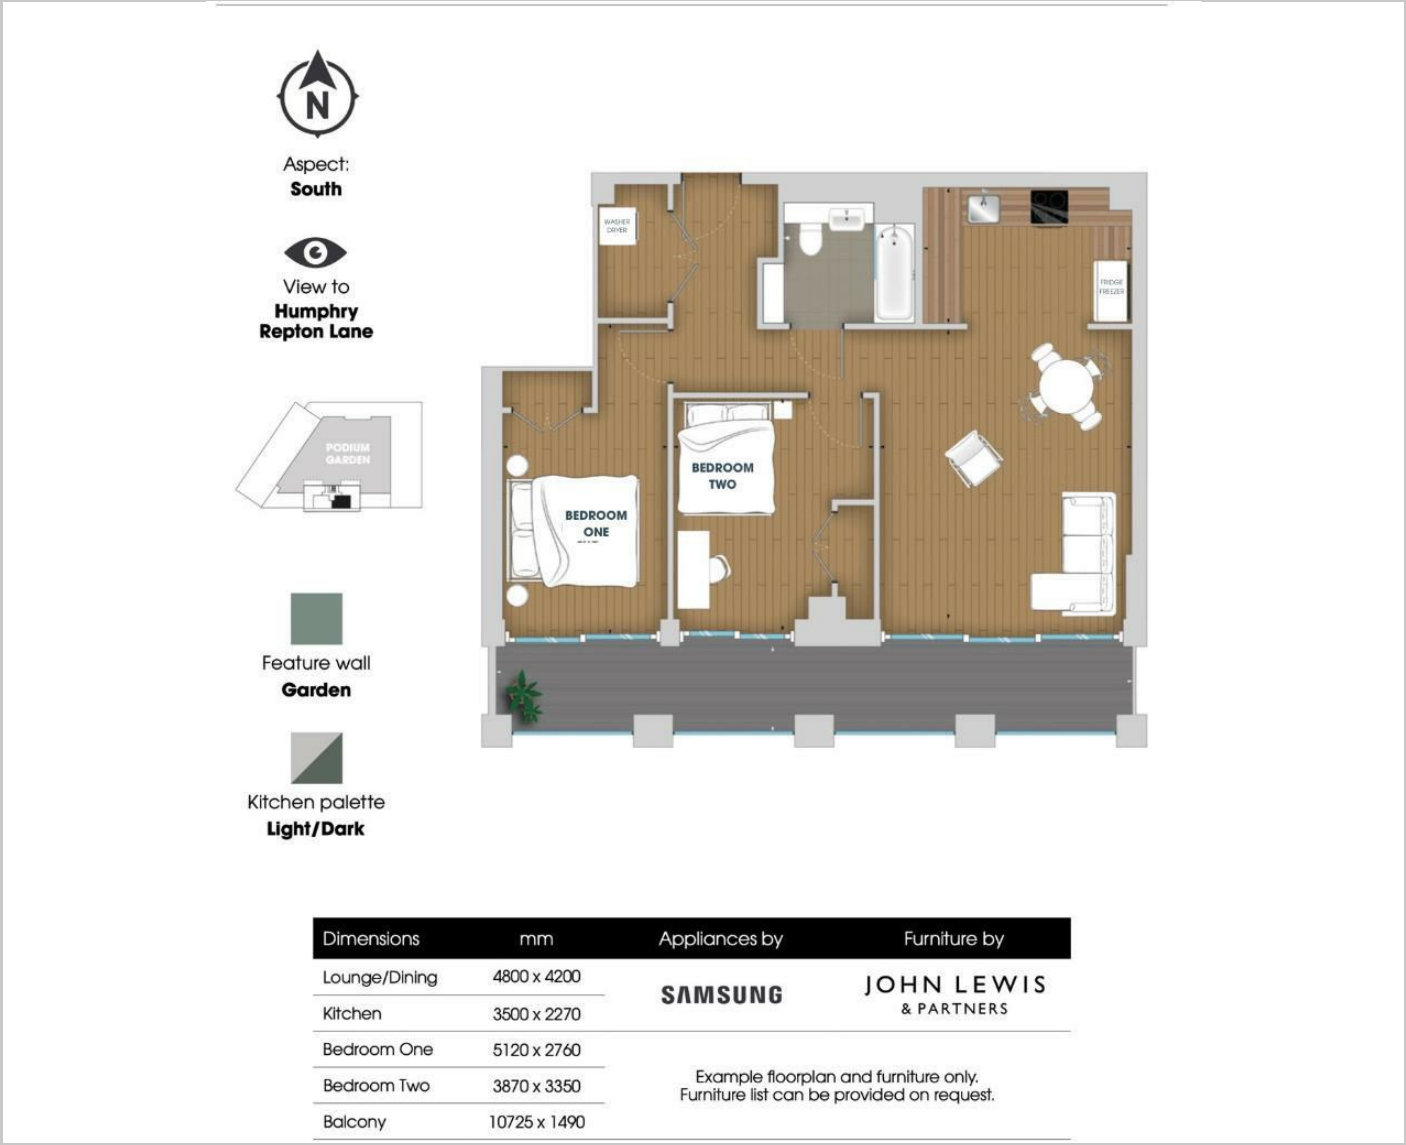 N
Aspect:
South
View to
Humphry
Repton Lane
PODIUM
GARDEN
Feature wall
Garden
Kitchen palette
Light/Dark
WASHER
DRYER
FRIDGE
FREEZER
BEDROOM
TWO
BEDROOM
ONE
Dimensions mm Appliances by Furniture by
Lounge/Dining 4800 x 4200
Kitchen 3500 x 2270
Bedroom One 5120 x 2760
Bedroom Two 3870 x 3350
Balcony 10725 x 1490
SAMSUNG
JOHN LEWIS
& PARTNERS
Example floorplan and furniture only.
Furniture list can be provided on request.